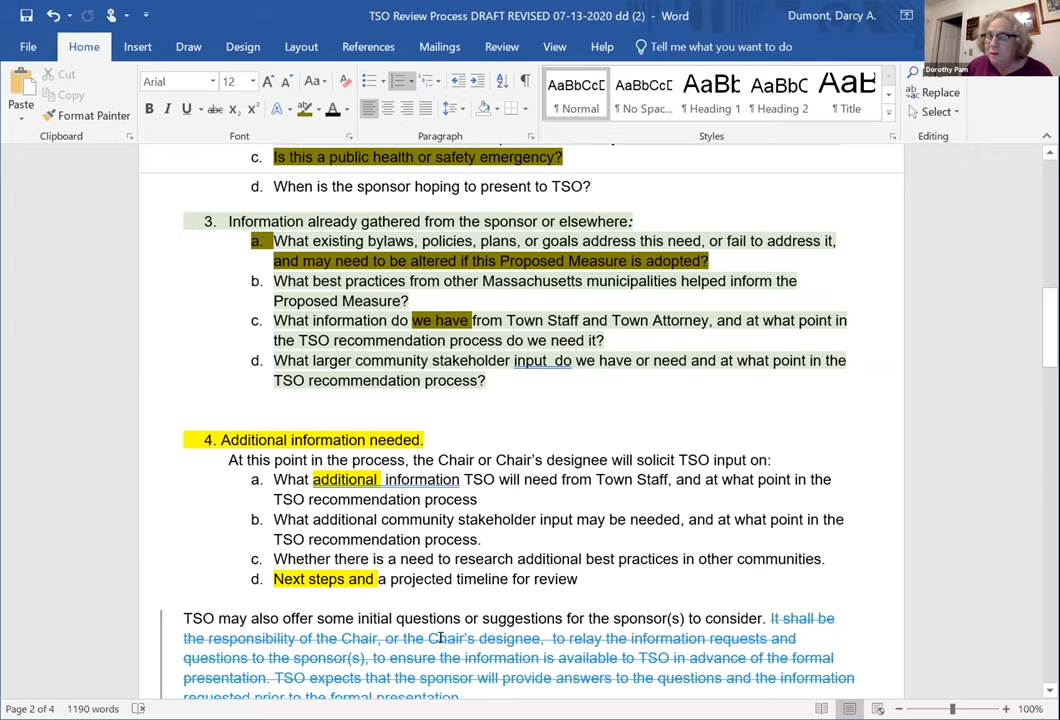 TSO Review Process DRAFT REVISED 07-13-2020 dd (2) - Word
Dumont, Darcy A.
File Home Insert Draw Design Layout References Mailings Review View Help Tell me what you want to do
Dorothy Pam
Cut
Copy
Format Painter
Paste
Arial 12
AaBbCcD AaBbCcD AaBb AaBbCc AaBb
¶ Normal ¶ No Spac... ¶ Heading 1 ¶ Heading 2 ¶ Title
Replace
Select
Clipboard Font Paragraph Styles Editing
c. Is this a public health or safety emergency?
d. When is the sponsor hoping to present to TSO?
3. Information already gathered from the sponsor or elsewhere:
a. What existing bylaws, policies, plans, or goals address this need, or fail to address it,
and may need to be altered if this Proposed Measure is adopted?
b. What best practices from other Massachusetts municipalities helped inform the
Proposed Measure?
c. What information do we have from Town Staff and Town Attorney, and at what point in
the TSO recommendation process do we need it?
d. What larger community stakeholder input do we have or need and at what point in the
TSO recommendation process?
4. Additional information needed.
At this point in the process, the Chair or Chair's designee will solicit TSO input on:
a. What additional information TSO will need from Town Staff, and at what point in the
TSO recommendation process
b. What additional community stakeholder input may be needed, and at what point in the
TSO recommendation process.
c. Whether there is a need to research additional best practices in other communities.
d. Next steps and a projected timeline for review
TSO may also offer some initial questions or suggestions for the sponsor(s) to consider. It shall be
the responsibility of the Chair, or the Chair's designee, to relay the information requests and
questions to the sponsor(s), to ensure the information is available to TSO in advance of the formal
presentation. TSO expects that the sponsor will provide answers to the questions and the information
requested prior to the formal presentation.
Page 2 of 4 1190 words
100%